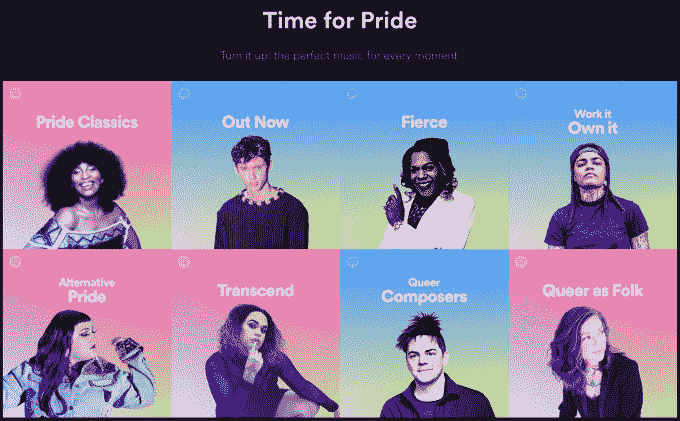 Time for Pride
Turn it up: the perfect music for every moment
Pride Classics
Out Now
Fierce
Work it
Own it
Alternative
Pride
Transcend
Queer
Composers
Queer as Folk